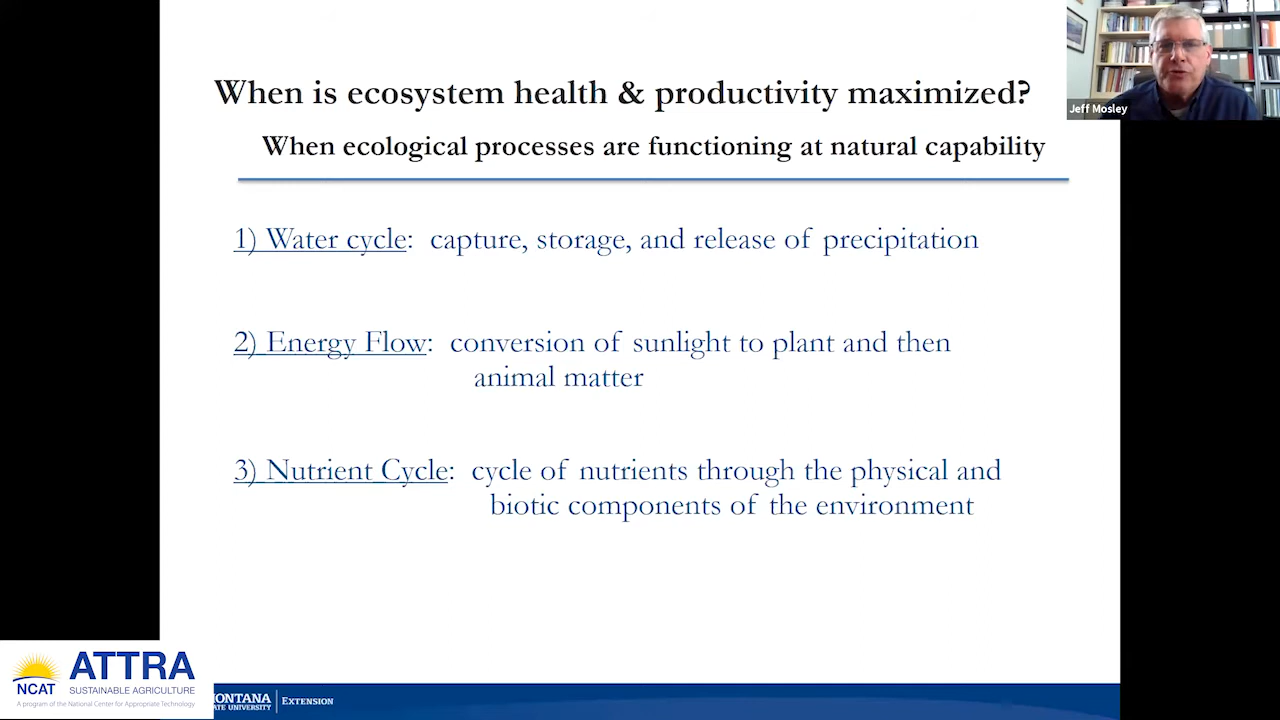 When is ecosystem health & productivity maximized?
When ecological processes are functioning at natural capability
Jeff Mosley
1) Water cycle: capture, storage, and release of precipitation
2) Energy Flow: conversion of sunlight to plant and then
animal matter
3) Nutrient Cycle: cycle of nutrients through the physical and
biotic components of the environment
NCAT
ATTRA
SUSTAINABLE AGRICULTURE
A program of the National Center for Appropriate Technology
ONTANA
ATE UNIVERSITY
EXTENSION